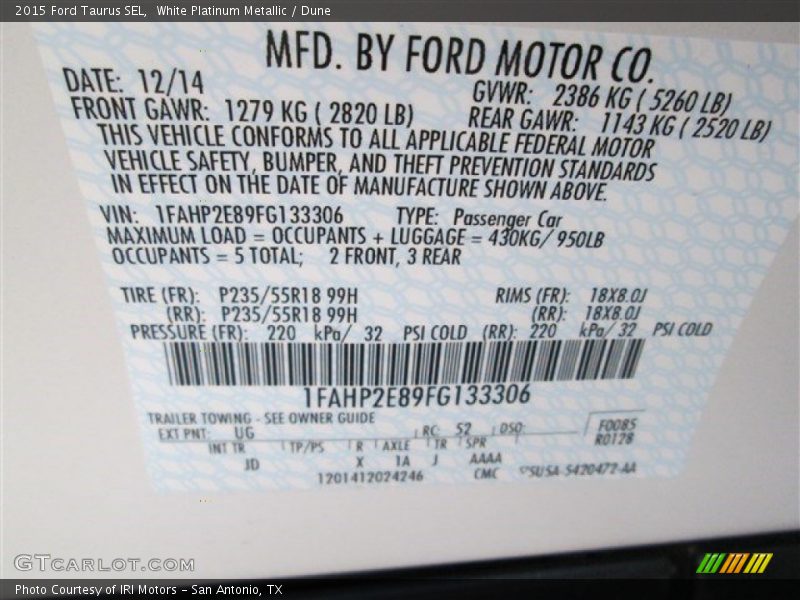 2015 Ford Taurus SEL,  White Platinum Metallic / Dune
MFD. BY FORD MOTOR CO.
DATE: 12/14 GVWR: 2386 KG ( 5260 LB)
FRONT GAWR: 1279 KG ( 2820 LB) REAR GAWR: 1143 KG ( 2520 LB)
THIS VEHICLE CONFORMS TO ALL APPLICABLE FEDERAL MOTOR
VEHICLE SAFETY, BUMPER, AND THEFT PREVENTION STANDARDS
IN EFFECT ON THE DATE OF MANUFACTURE SHOWN ABOVE.
VIN: 1FAHP2E89FG133306 TYPE: Passenger Car
MAXIMUM LOAD = OCCUPANTS + LUGGAGE = 430KG/ 950LB
OCCUPANTS = 5 TOTAL; 2 FRONT, 3 REAR
TIRE (FR): P235/55R18 99H RIMS (FR): 18X8.0J
(RR): P235/55R18 99H (RR): 18X8.0J
PRESSURE (FR): 220 kPa/ 32 PSI COLD (RR): 220 kPa/ 32 PSI COLD
1FAHP2E89FG133306
TRAILER TOWING - SEE OWNER GUIDE
EXT PNT: UG RC: 52 DSO: F0085
R0128
INT TR TP/PS R AXLE TR SPR
JD X 1A J AAAA
1201412024246 CMC 5USA-5420472-AA
GTCARLOT.COM
Photo Courtesy of IRI Motors – San Antonio, TX